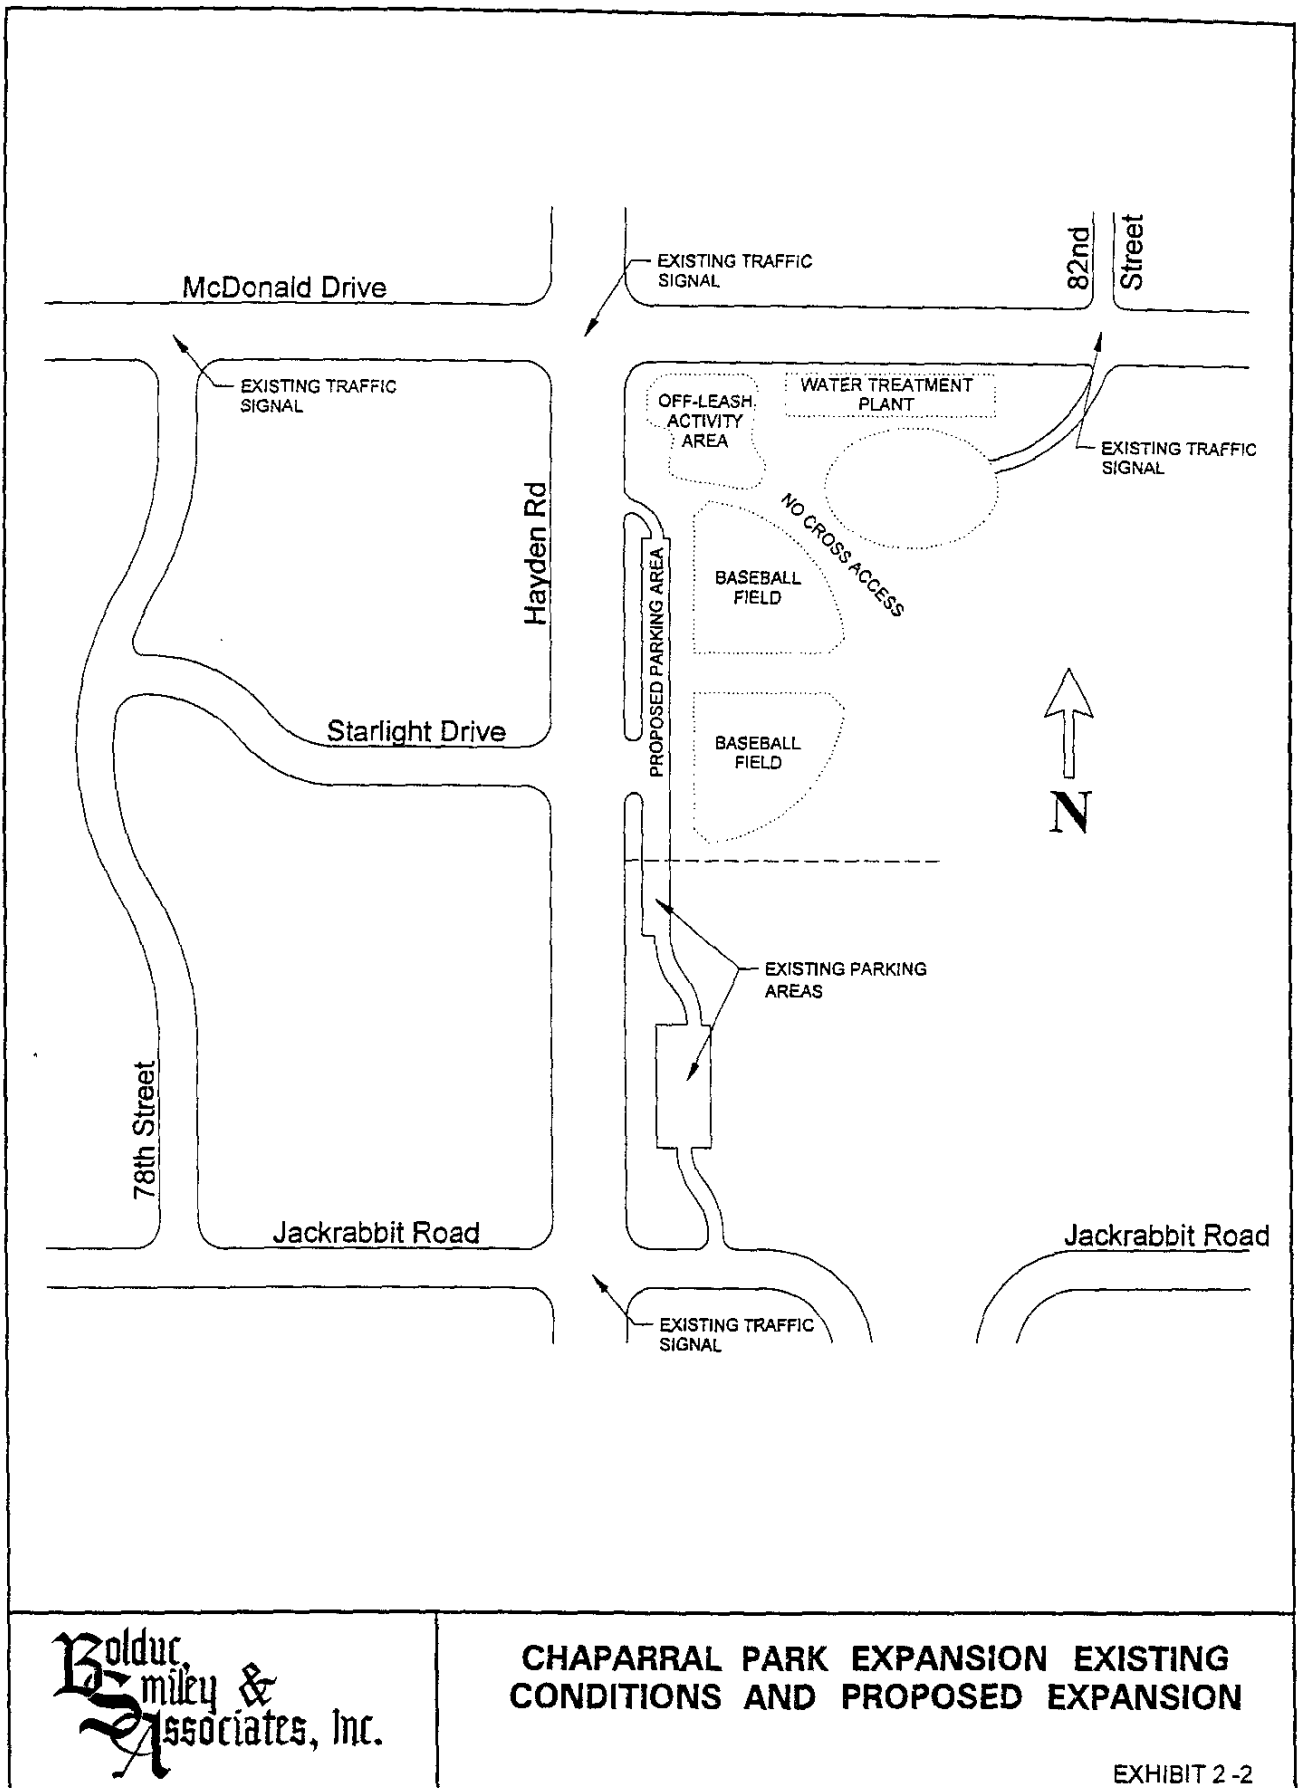 82nd
Street
EXISTING TRAFFIC
SIGNAL
McDonald Drive
EXISTING TRAFFIC
SIGNAL
OFF-LEASH
ACTIVITY
AREA
WATER TREATMENT
PLANT
EXISTING TRAFFIC
SIGNAL
Hayden Rd
NO CROSS ACCESS
PROPOSED PARKING AREA
BASEBALL
FIELD
Starlight Drive
BASEBALL
FIELD
N
EXISTING PARKING
AREAS
78th Street
Jackrabbit Road
Jackrabbit Road
EXISTING TRAFFIC
SIGNAL
Bolduc,
Smiley &
Associates, Inc.
CHAPARRAL PARK EXPANSION EXISTING
CONDITIONS AND PROPOSED EXPANSION
EXHIBIT 2-2